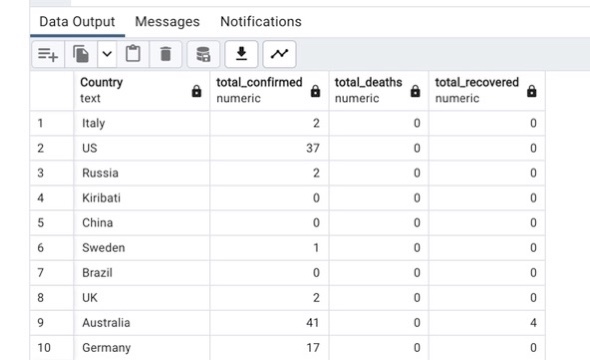 Data Output Messages Notifications
Country total_confirmed total_deaths total_recovered
text numeric numeric numeric
1 Italy 2 0 0
2 US 37 0 0
3 Russia 2 0 0
4 Kiribati 0 0 0
5 China 0 0 0
6 Sweden 1 0 0
7 Brazil 0 0 0
8 UK 2 0 0
9 Australia 41 0 4
10 Germany 17 0 0